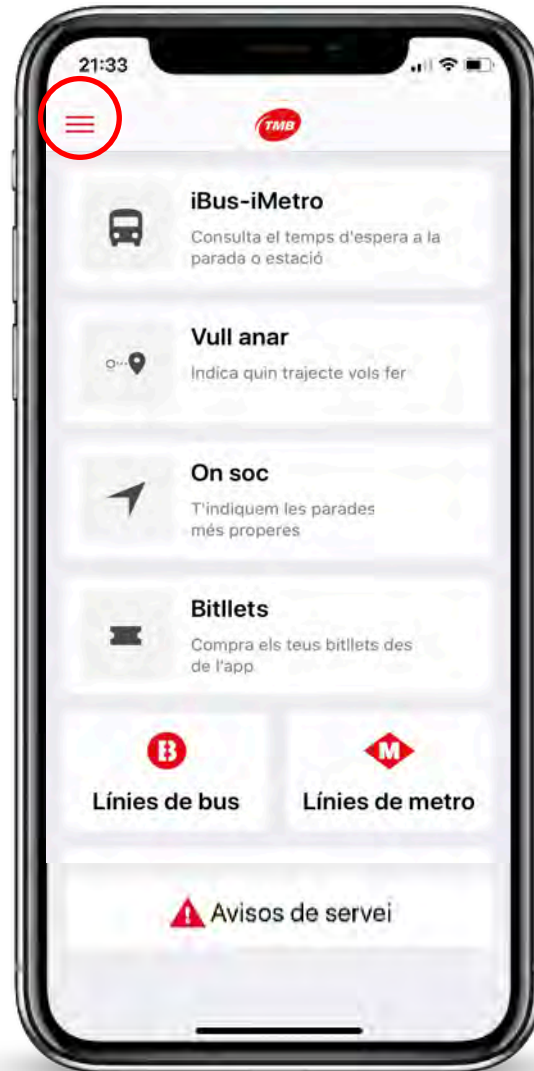 21:33
TMB
iBus-iMetro
Consulta el temps d'espera a la
parada o estació
Vull anar
Indica quin trajecte vols fer
On soc
T'indiquem les parades
més properes
Bitllets
Compra els teus bitllets des
de l'app
B M
Línies de bus Línies de metro
Avisos de servei